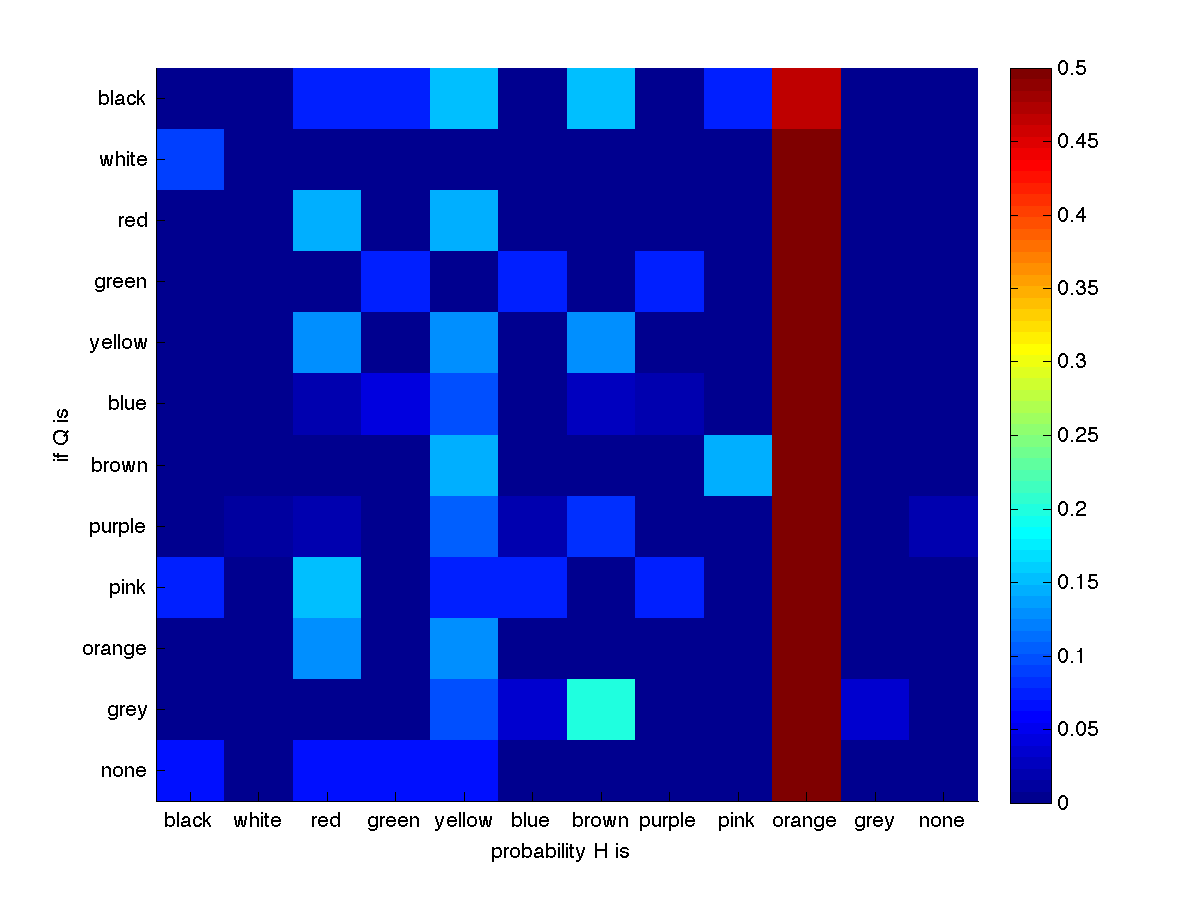 black
white
red
green
yellow
blue
brown
purple
pink
orange
grey
none
if Q is
black white red green yellow blue brown purple pink orange grey none
probability H is
0.5
0.45
0.4
0.35
0.3
0.25
0.2
0.15
0.1
0.05
0